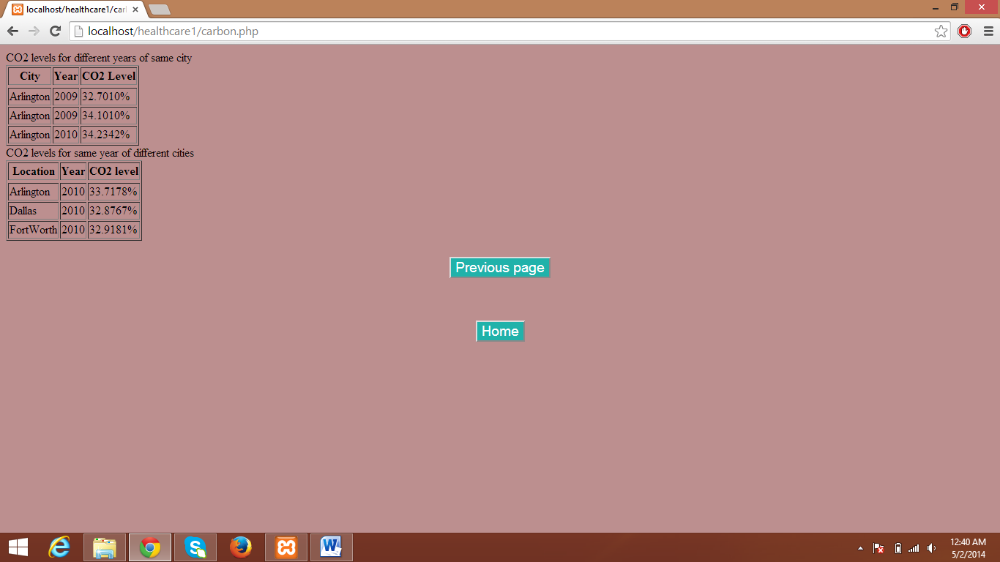 localhost/healthcare1/carl
localhost/healthcare1/carbon.php
CO2 levels for different years of same city
City Year CO2 Level
Arlington 2009 32.7010%
Arlington 2009 34.1010%
Arlington 2010 34.2342%
CO2 levels for same year of different cities
Location Year CO2 level
Arlington 2010 33.7178%
Dallas 2010 32.8767%
FortWorth 2010 32.9181%
Previous page
Home
12:40 AM
5/2/2014